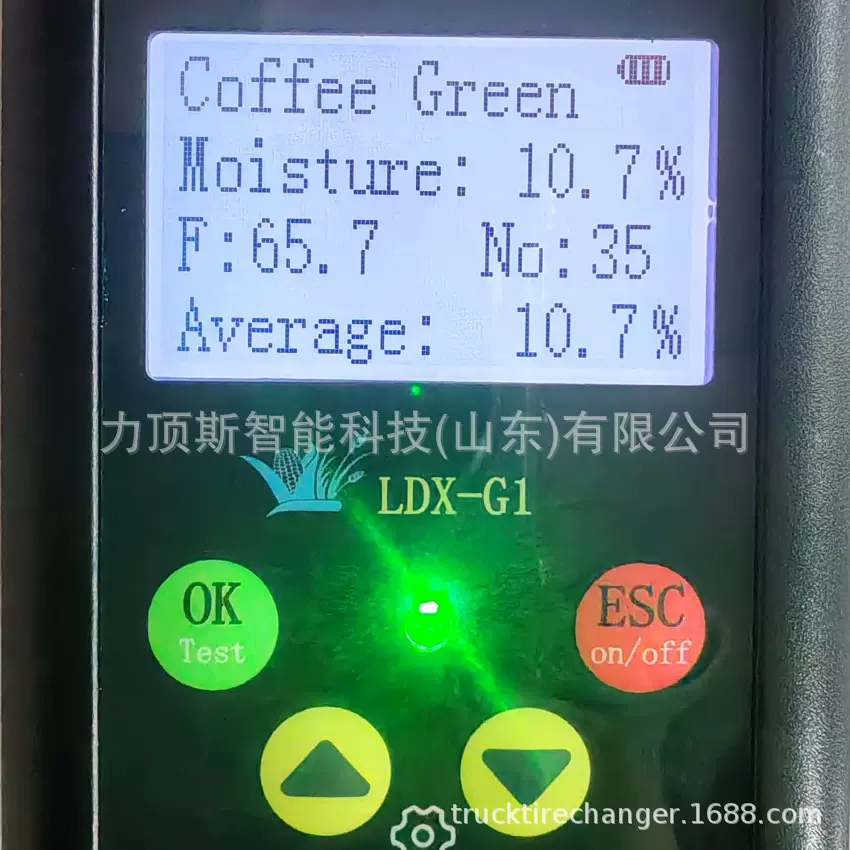 Coffee Green
Moisture: 10.7%
F:65.7 No:35
Average: 10.7%
力顶斯智能科技(山东)有限公司
LDX-G1
OK
Test
ESC
on/off
trucktirechanger.1688.com